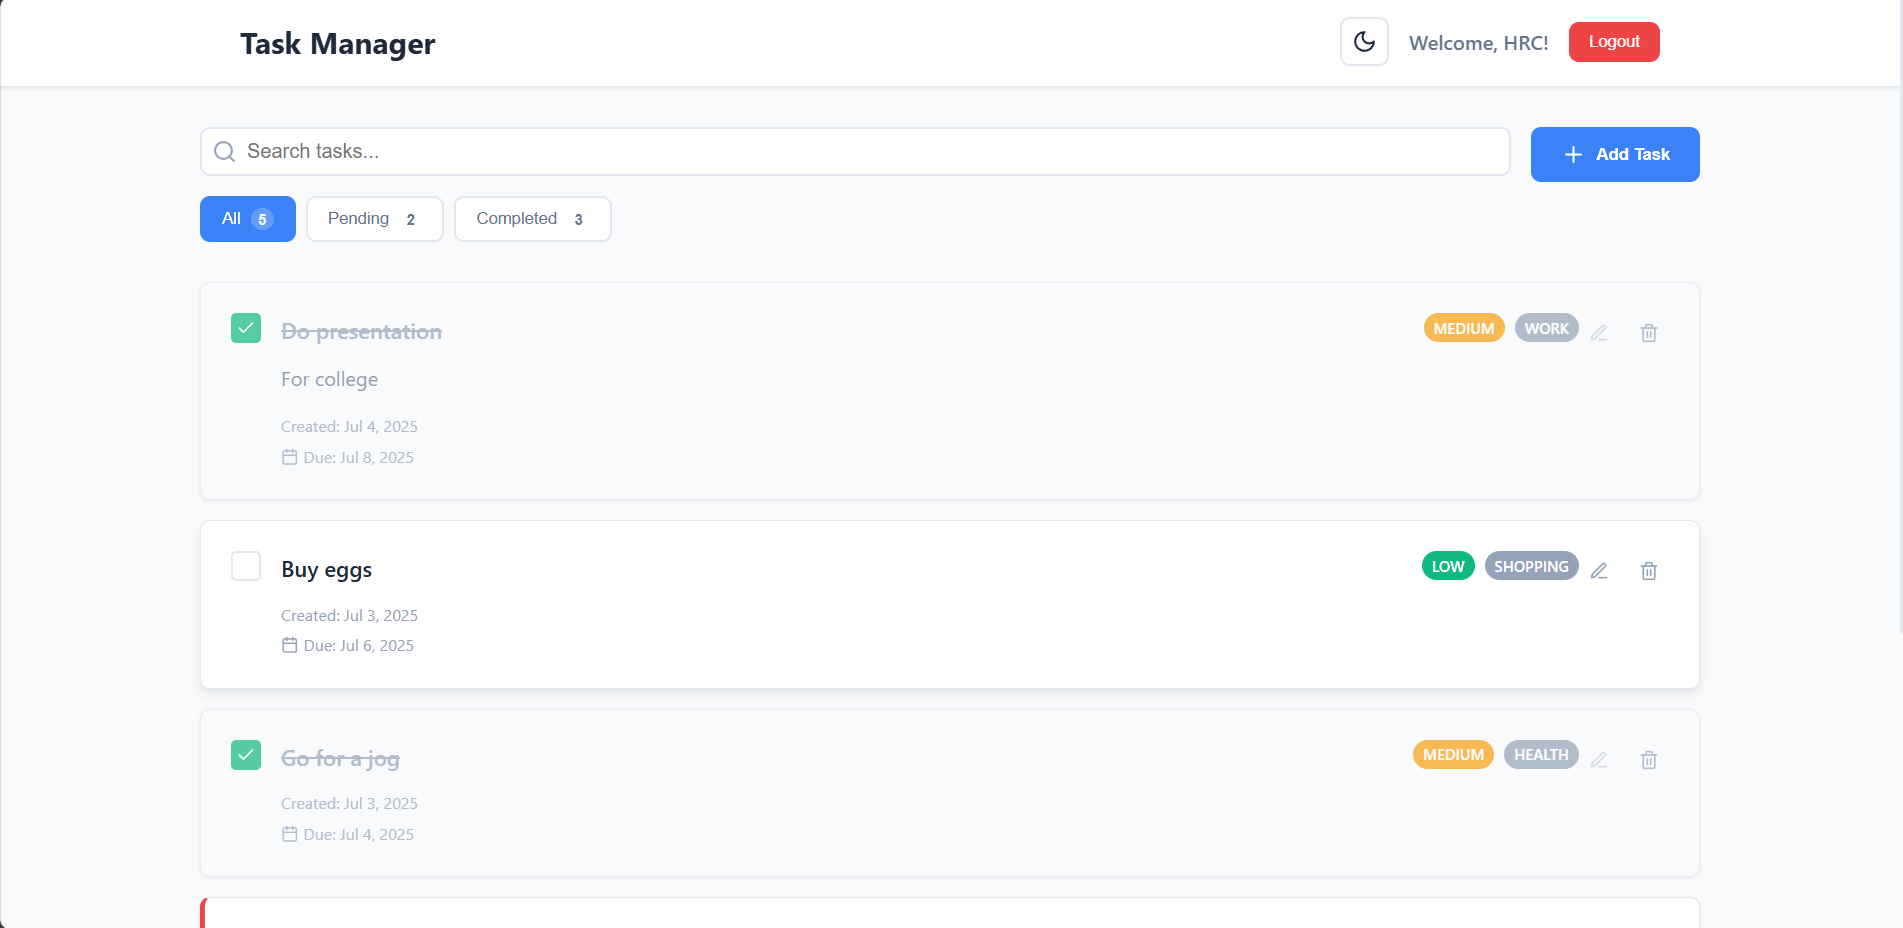 Task Manager
Welcome, HRC!
Logout
Search tasks...
Add Task
All 5
Pending 2
Completed 3
Do presentation
MEDIUM
WORK
For college
Created: Jul 4, 2025
Due: Jul 8, 2025
Buy eggs
LOW
SHOPPING
Created: Jul 3, 2025
Due: Jul 6, 2025
Go for a jog
MEDIUM
HEALTH
Created: Jul 3, 2025
Due: Jul 4, 2025